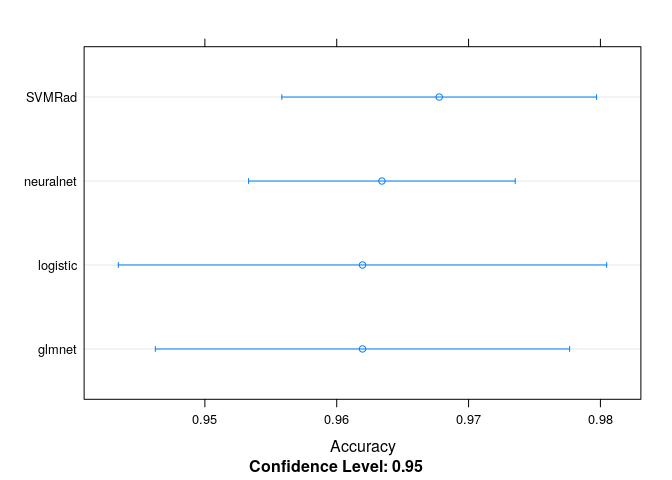 SVMRad
neuralnet
logistic
glmnet
0.95 0.96 0.97 0.98
Accuracy
Confidence Level: 0.95